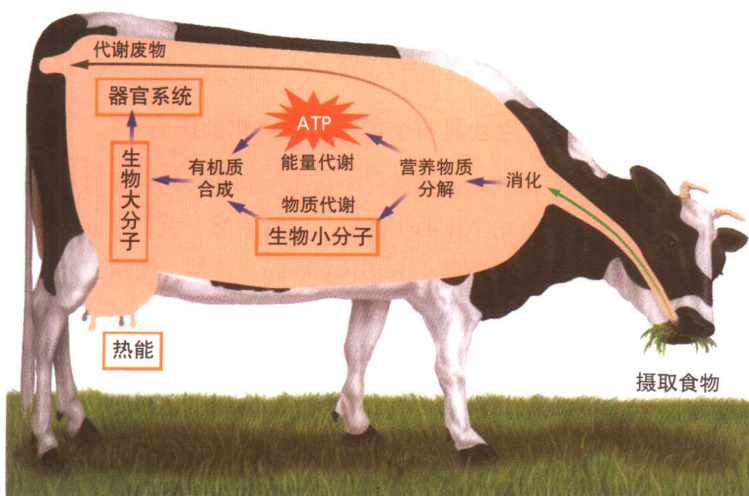 代谢废物
器官系统
ATP
能量代谢
有机质
合成
营养物质
分解
消化
生物大分子
物质代谢
生物小分子
热能
摄取食物